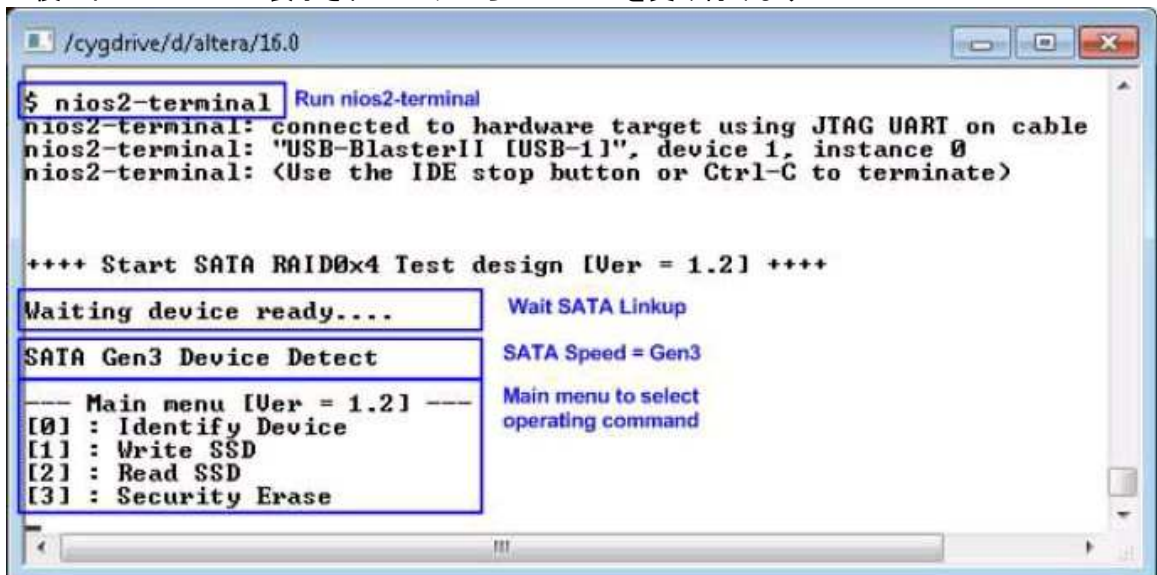 /cygdrive/d/altera/16.0
$ nios2-terminal Run nios2-terminal
nios2-terminal: connected to hardware target using JTAG UART on cable
nios2-terminal: "USB-BlasterII [USB-1]", device 1, instance 0
nios2-terminal: (Use the IDE stop button or Ctrl-C to terminate)
++++ Start SATA RAID0x4 Test design [Ver = 1.2] ++++
Waiting device ready.... Wait SATA Linkup
SATA Gen3 Device Detect SATA Speed = Gen3
--- Main menu [Ver = 1.2] --- Main menu to select
[0] : Identify Device operating command
[1] : Write SSD
[2] : Read SSD
[3] : Security Erase